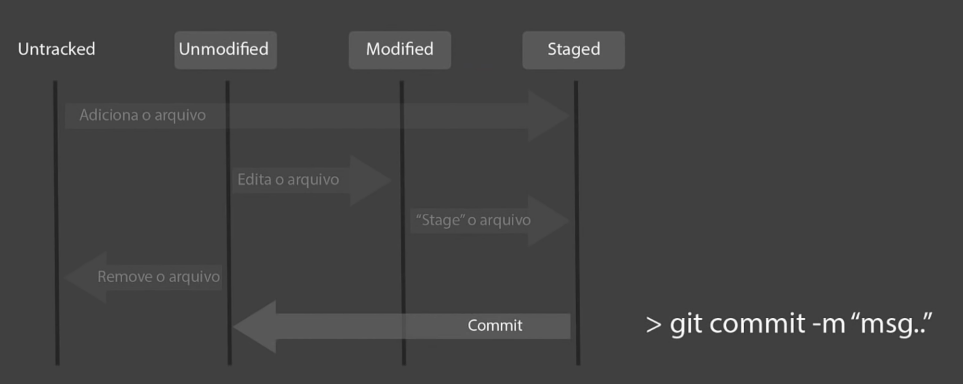 Untracked
Unmodified
Modified
Staged
Adiciona o arquivo
Edita o arquivo
“Stage” o arquivo
Remove o arquivo
Commit
> git commit -m “msg..”